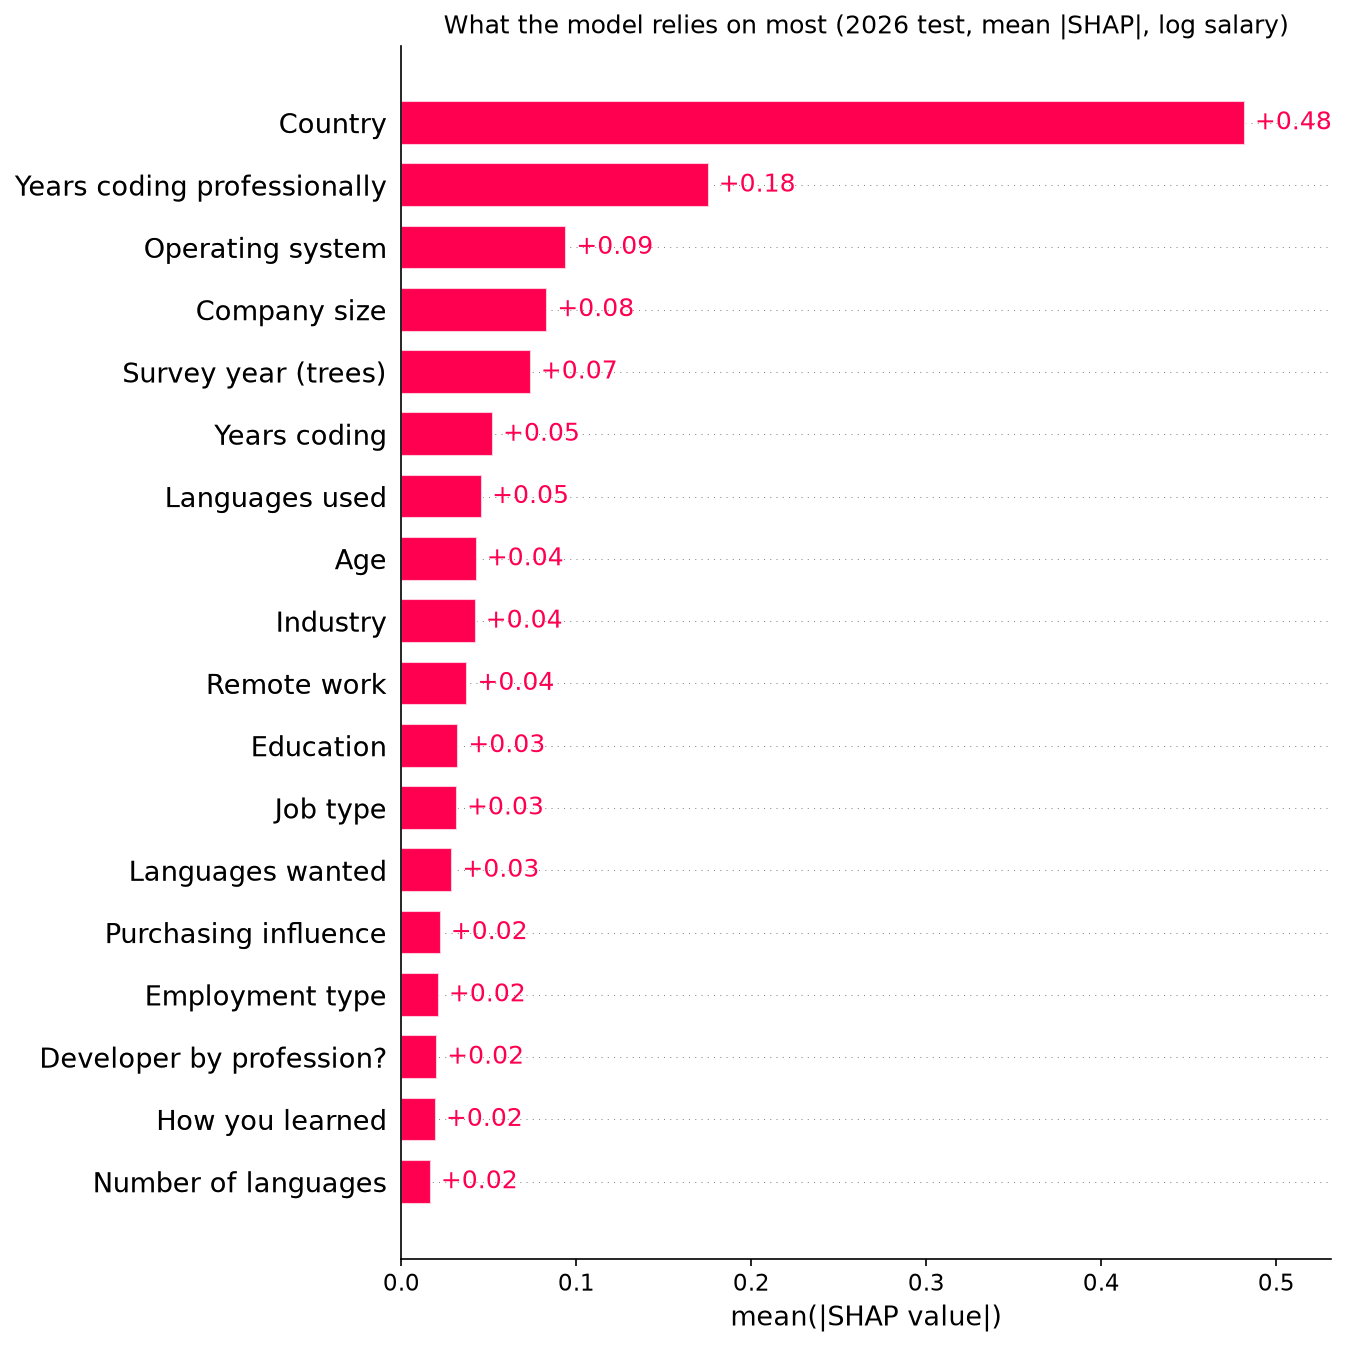 What the model relies on most (2026 test, mean |SHAP|, log salary)
Country +0.48
Years coding professionally +0.18
Operating system +0.09
Company size +0.08
Survey year (trees) +0.07
Years coding +0.05
Languages used +0.05
Age +0.04
Industry +0.04
Remote work +0.04
Education +0.03
Job type +0.03
Languages wanted +0.03
Purchasing influence +0.02
Employment type +0.02
Developer by profession? +0.02
How you learned +0.02
Number of languages +0.02
0.0 0.1 0.2 0.3 0.4 0.5
mean(|SHAP value|)